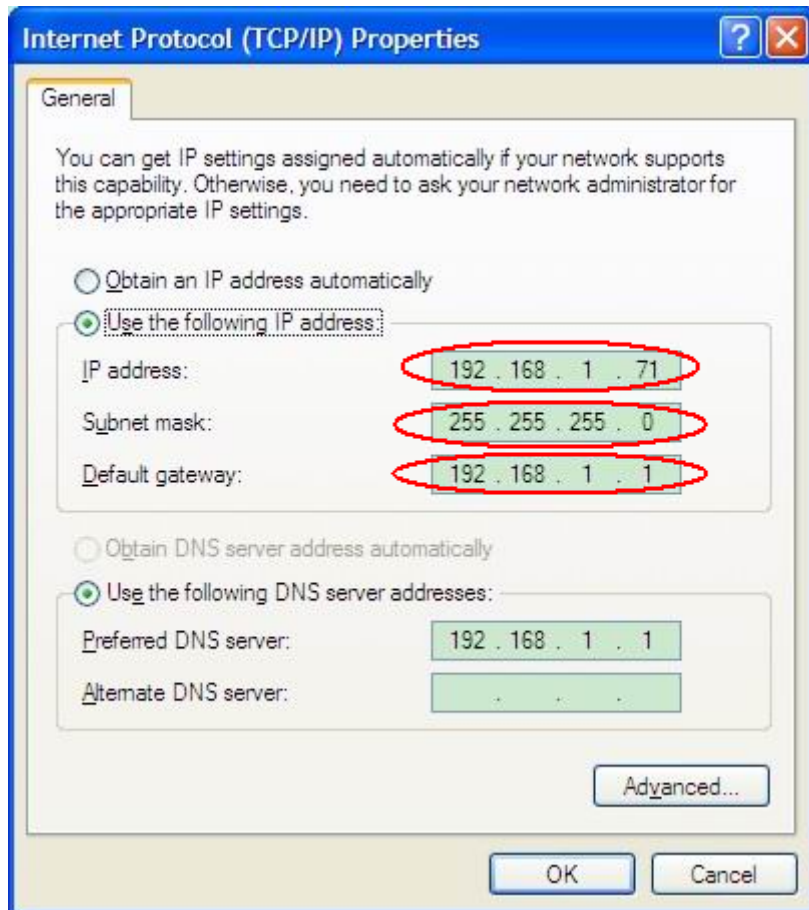 Internet Protocol (TCP/IP) Properties
General
You can get IP settings assigned automatically if your network supports
this capability. Otherwise, you need to ask your network administrator for
the appropriate IP settings.
Obtain an IP address automatically
Use the following IP address:
IP address: 192 . 168 . 1 . 71
Subnet mask: 255 . 255 . 255 . 0
Default gateway: 192 . 168 . 1 . 1
Obtain DNS server address automatically
Use the following DNS server addresses:
Preferred DNS server: 192 . 168 . 1 . 1
Alternate DNS server: . . .
Advanced...
OK Cancel